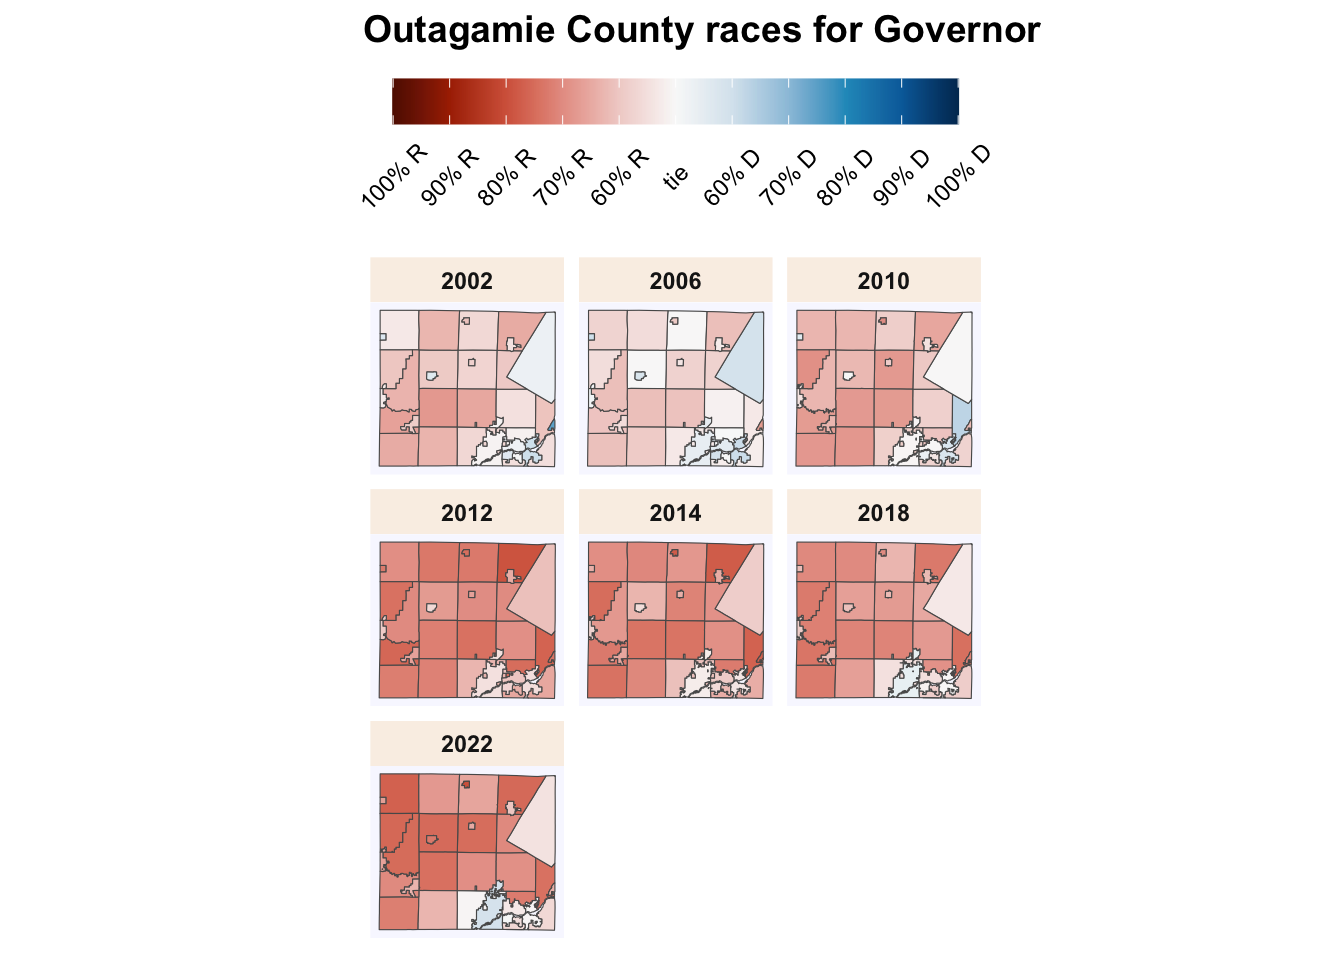 Outagamie County races for Governor
100% R 90% R 80% R 70% R 60% R tie 60% D 70% D 80% D 90% D 100% D
2002 2006 2010
2012 2014 2018
2022